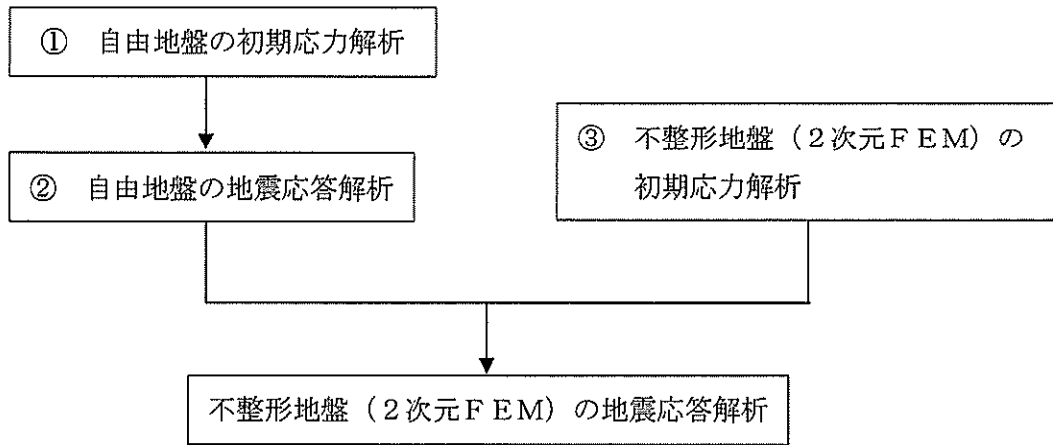 ① 自由地盤の初期応力解析
② 自由地盤の地震応答解析
③ 不整形地盤（２次元ＦＥＭ）の
初期応力解析
不整形地盤（２次元ＦＥＭ）の地震応答解析